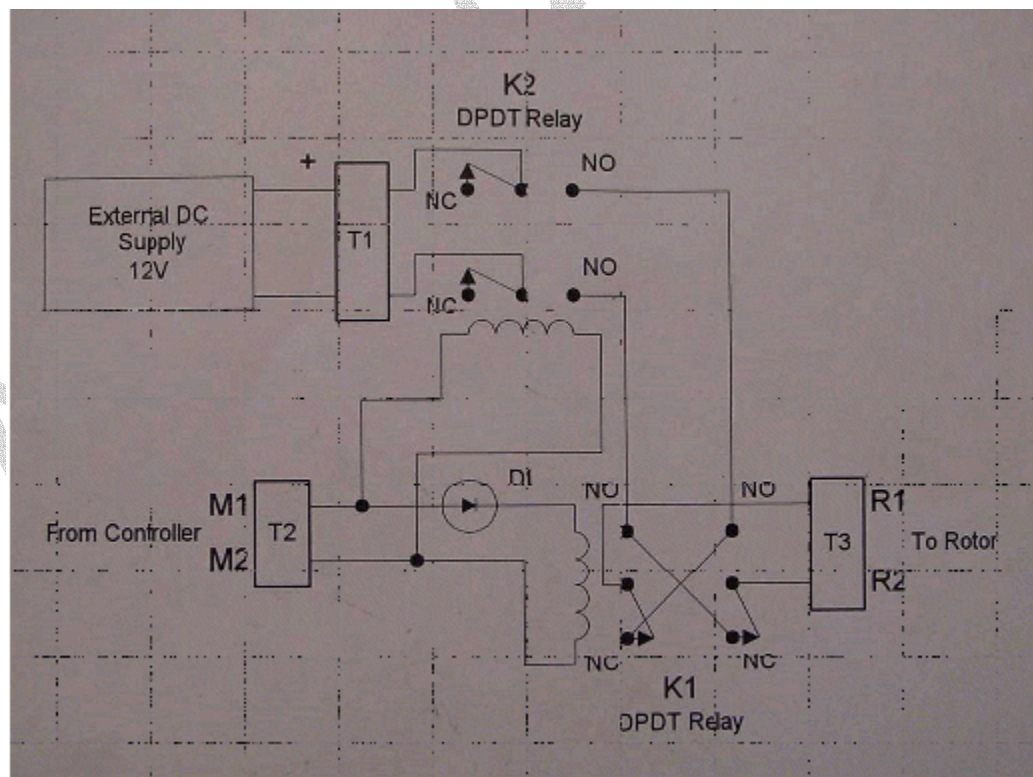 K2
DPDT Relay
+
NO
NC
External DC
Supply
12V
T1
NO
NC
D1
M1
NO
NO
R1
From Controller
T2
T3
To Rotor
M2
R2
NC
NC
K1
DPDT Relay